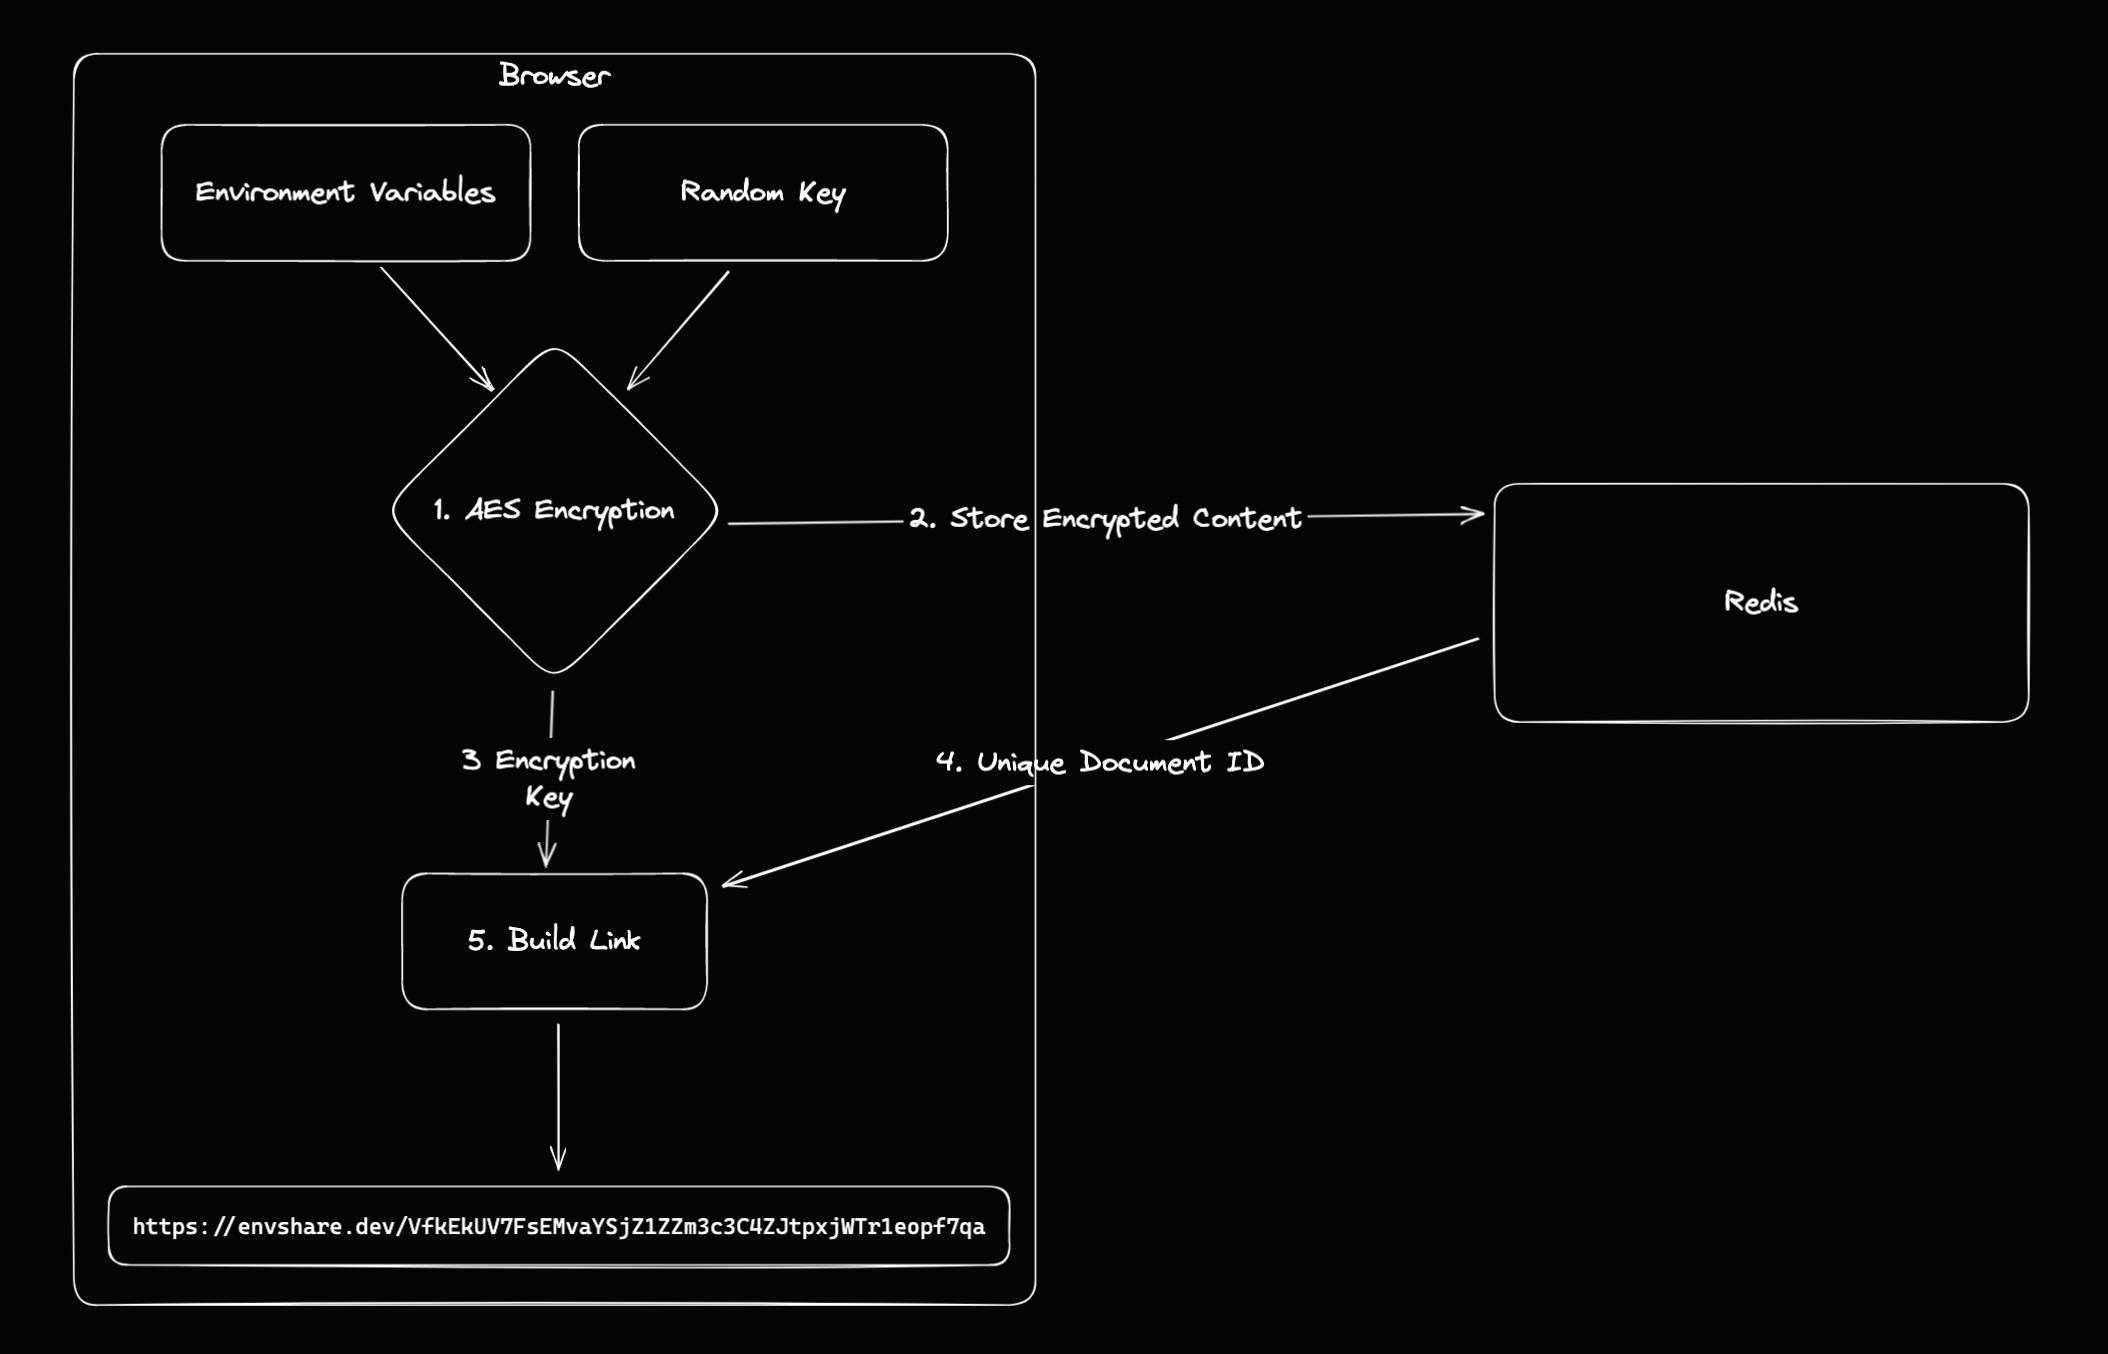 Browser
Environment Variables
Random Key
1. AES Encryption
2. Store Encrypted Content
Redis
3 Encryption
Key
4. Unique Document ID
5. Build Link
https://envshare.dev/VfkEkUV7FsEMvaYSjZ1ZZm3c3C4ZJtpxjWTr1eopf7qa